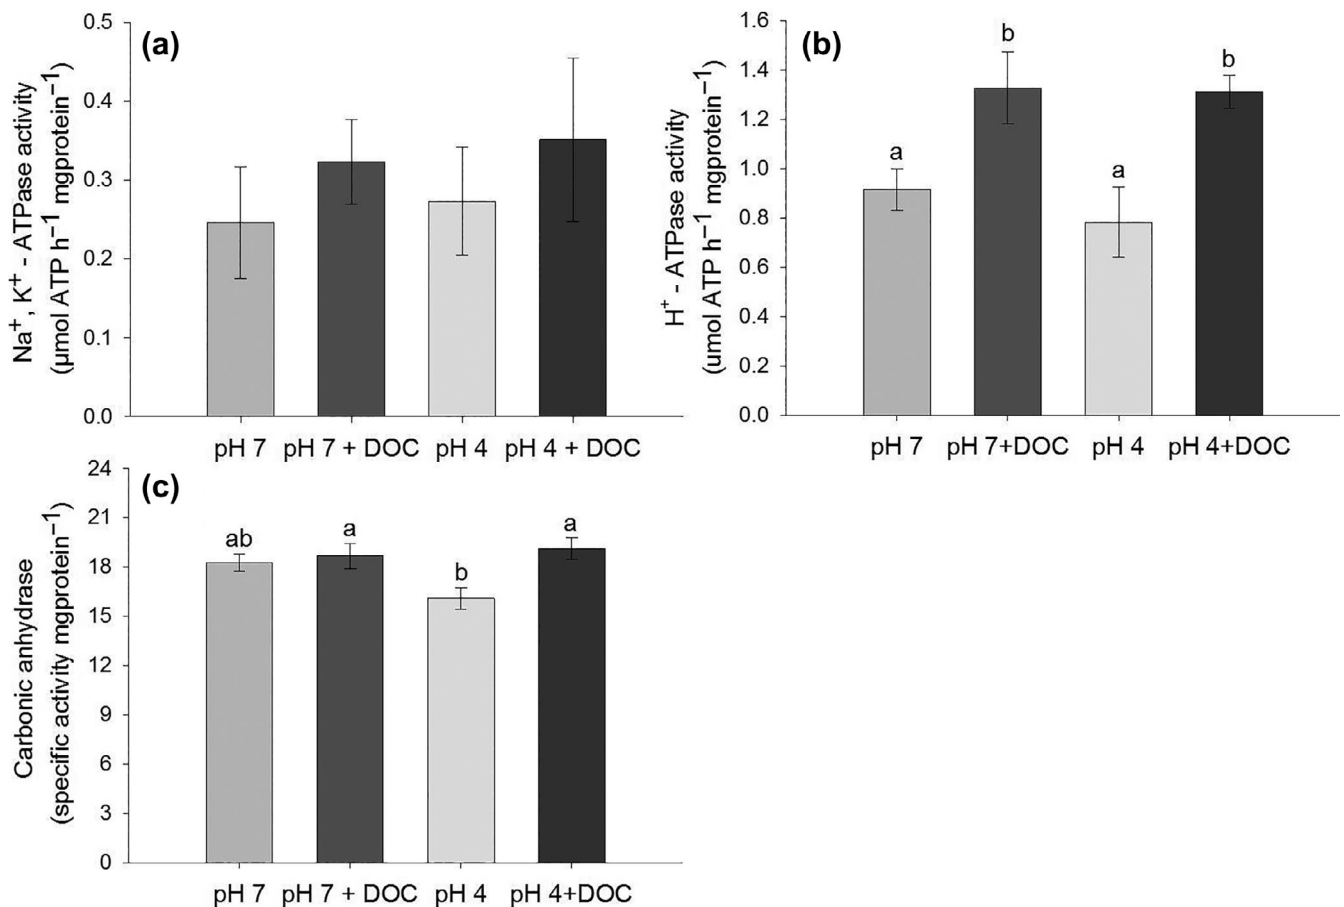 (a)
Na⁺, K⁺ - ATPase activity
(μmol ATP h⁻¹ mgprotein⁻¹)
0.5
0.4
0.3
0.2
0.1
0.0
pH 7 pH 7 + DOC pH 4 pH 4 + DOC
(b)
H⁺ - ATPase activity
(umol ATP h⁻¹ mgprotein⁻¹)
1.6
1.4
1.2
1.0
0.8
0.6
0.4
0.2
0.0
a b a b
pH 7 pH 7+DOC pH 4 pH 4+DOC
(c)
Carbonic anhydrase
(specific activity mgprotein⁻¹)
24
21
18
15
12
9
6
3
0
ab a b a
pH 7 pH 7 + DOC pH 4 pH 4+DOC